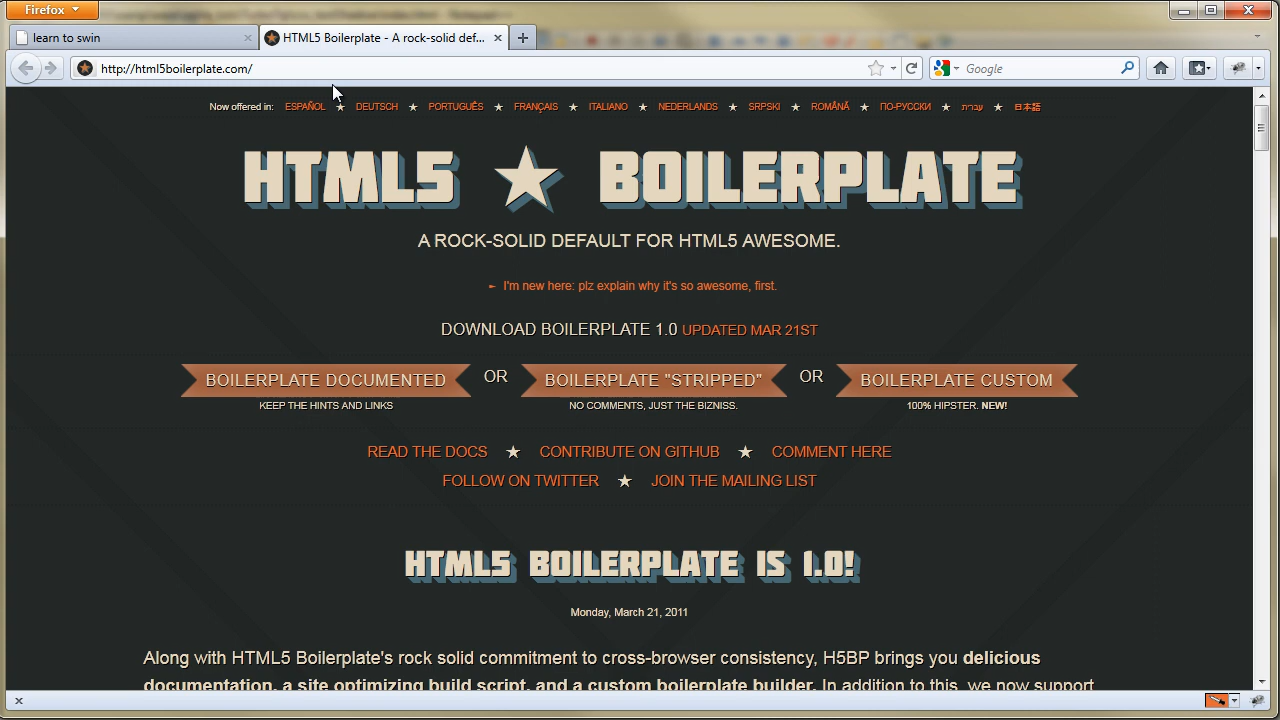 Firefox
learn to swin
HTML5 Boilerplate - A rock-solid def...
http://html5boilerplate.com/
Google
Now offered in: ESPAÑOL ★ DEUTSCH ★ PORTUGUÊS ★ FRANÇAIS ★ ITALIANO ★ NEDERLANDS ★ SRPSKI ★ ROMÂNĂ ★ ПО-РУССКИ ★ עברית ★ 日本語
HTML5 ★ BOILERPLATE
A ROCK-SOLID DEFAULT FOR HTML5 AWESOME.
► I'm new here: plz explain why it's so awesome, first.
DOWNLOAD BOILERPLATE 1.0 UPDATED MAR 21ST
BOILERPLATE DOCUMENTED OR BOILERPLATE "STRIPPED" OR BOILERPLATE CUSTOM
KEEP THE HINTS AND LINKS NO COMMENTS, JUST THE BIZNISS. 100% HIPSTER. NEW!
READ THE DOCS ★ CONTRIBUTE ON GITHUB ★ COMMENT HERE
FOLLOW ON TWITTER ★ JOIN THE MAILING LIST
HTML5 BOILERPLATE IS 1.0!
Monday, March 21, 2011
Along with HTML5 Boilerplate's rock solid commitment to cross-browser consistency, H5BP brings you delicious
documentation, a site optimizing build script, and a custom boilerplate builder. In addition to this, we now support